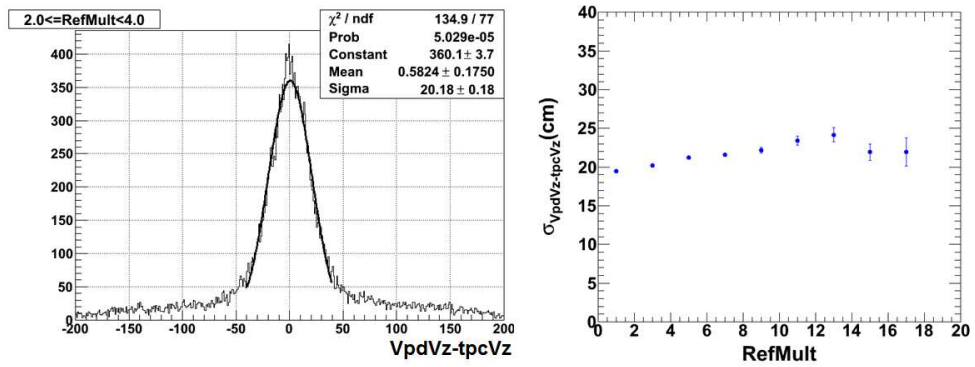 2.0<=RefMult<4.0
χ² / ndf 134.9 / 77
Prob 5.029e-05
Constant 360.1 ± 3.7
Mean 0.5824 ± 0.1750
Sigma 20.18 ± 0.18
400
350
300
250
200
150
100
50
0
-200 -150 -100 -50 0 50 100 150 200
VpdVz-tpcVz
40
35
30
25
20
15
10
5
0
σVpdVz-tpcVz(cm)
0 2 4 6 8 10 12 14 16 18 20
RefMult